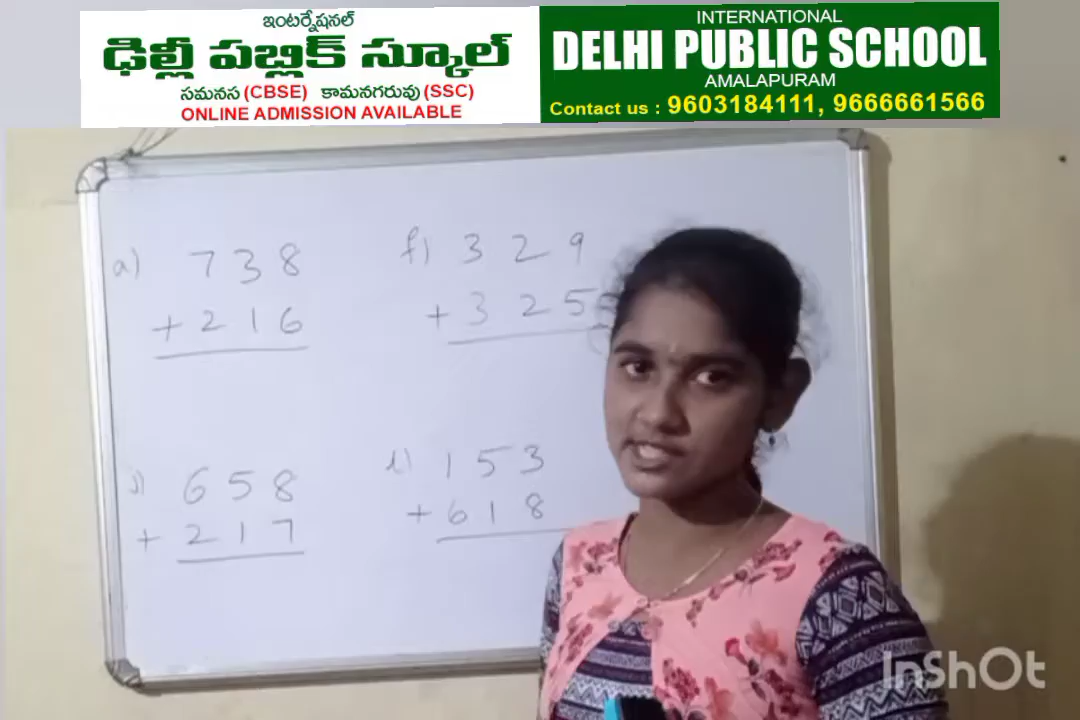 ఇంటర్నేషనల్
ఢిల్లీ పబ్లిక్ స్కూల్
సమనస (CBSE) కామనగరువు (SSC)
ONLINE ADMISSION AVAILABLE
INTERNATIONAL
DELHI PUBLIC SCHOOL
AMALAPURAM
Contact us : 9603184111, 9666661566
a) 738
+ 216
f) 329
+ 325
658
+ 217
153
+ 618
InShOt